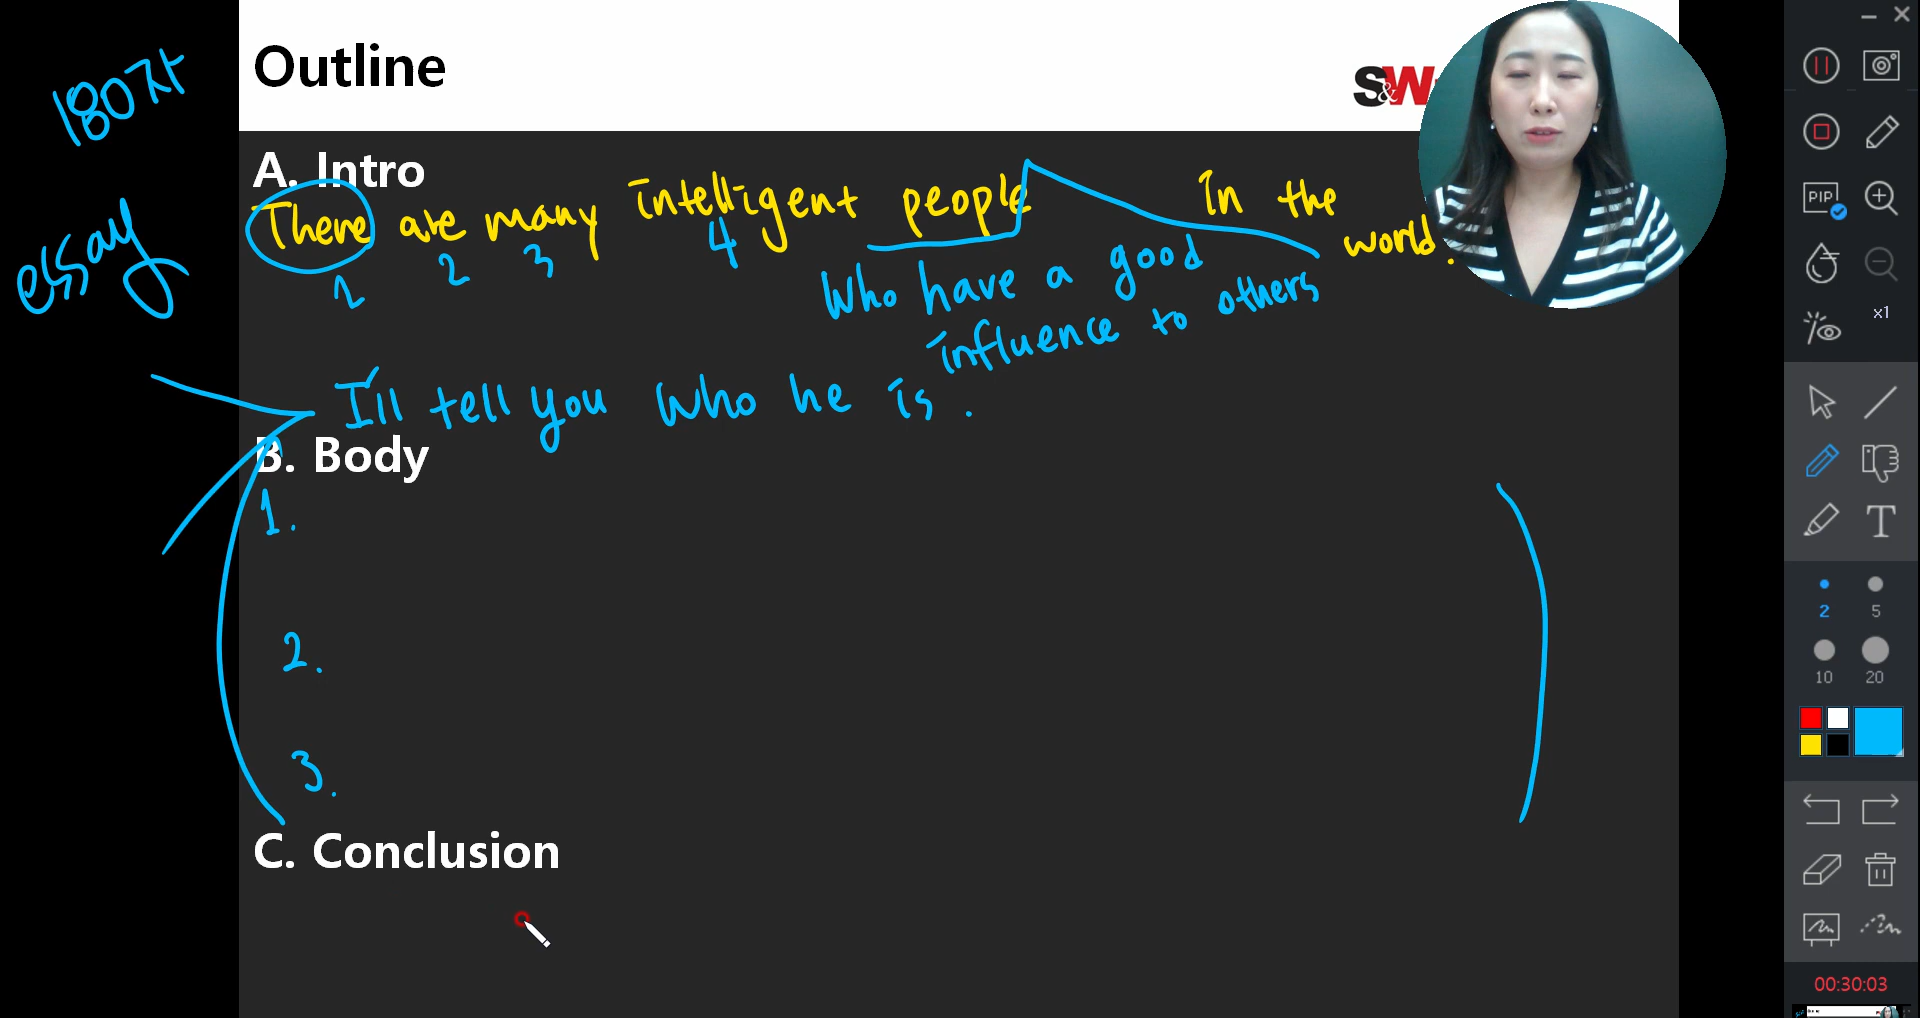 Outline
S&W
180자
essay
A. Intro
There are many intelligent people in the world.
1 2 3 4
who have a good influence to others
I'll tell you who he is.
B. Body
1.
2.
3.
C. Conclusion
PIP
x1
T
2 5
10 20
00:30:03